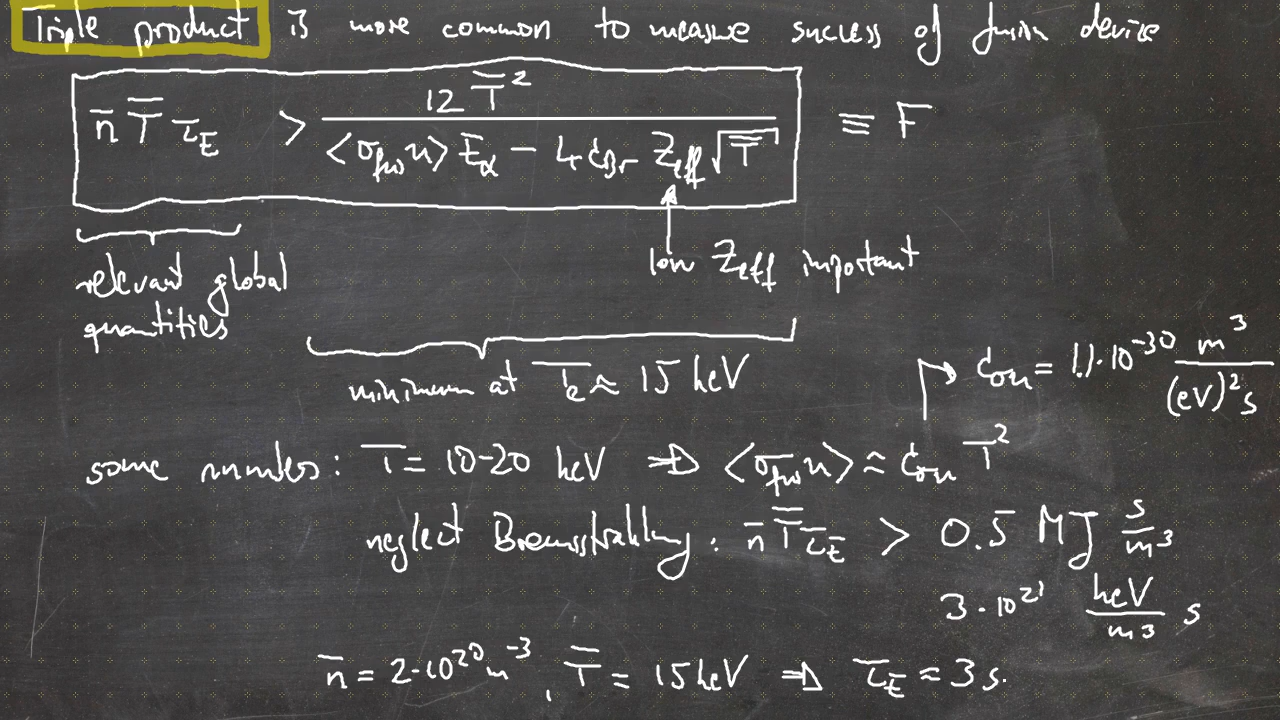 Triple product is more common to measure success of fusion device
n̄ T̿ τ_E > 12 T̿² / (<σ_fus u> E_α − 4 c_Br Z_eff √T̿) ≡ F
low Z_eff important
relevant global
quantities
minimum at T_e ≈ 15 keV
c_ou = 1.1·10⁻³⁰ m³/((eV)² s)
some numbers: T = 10-20 keV ⇒ <σ_fus u> ≈ c_ou T²
neglect Bremsstrahlung: n̄ T̿ τ_E > 0.5 MJ s/m³
3·10²¹ keV/m³ s
n̄ = 2·10²⁰ m⁻³, T̿ = 15 keV ⇒ τ_E ≈ 3 s.